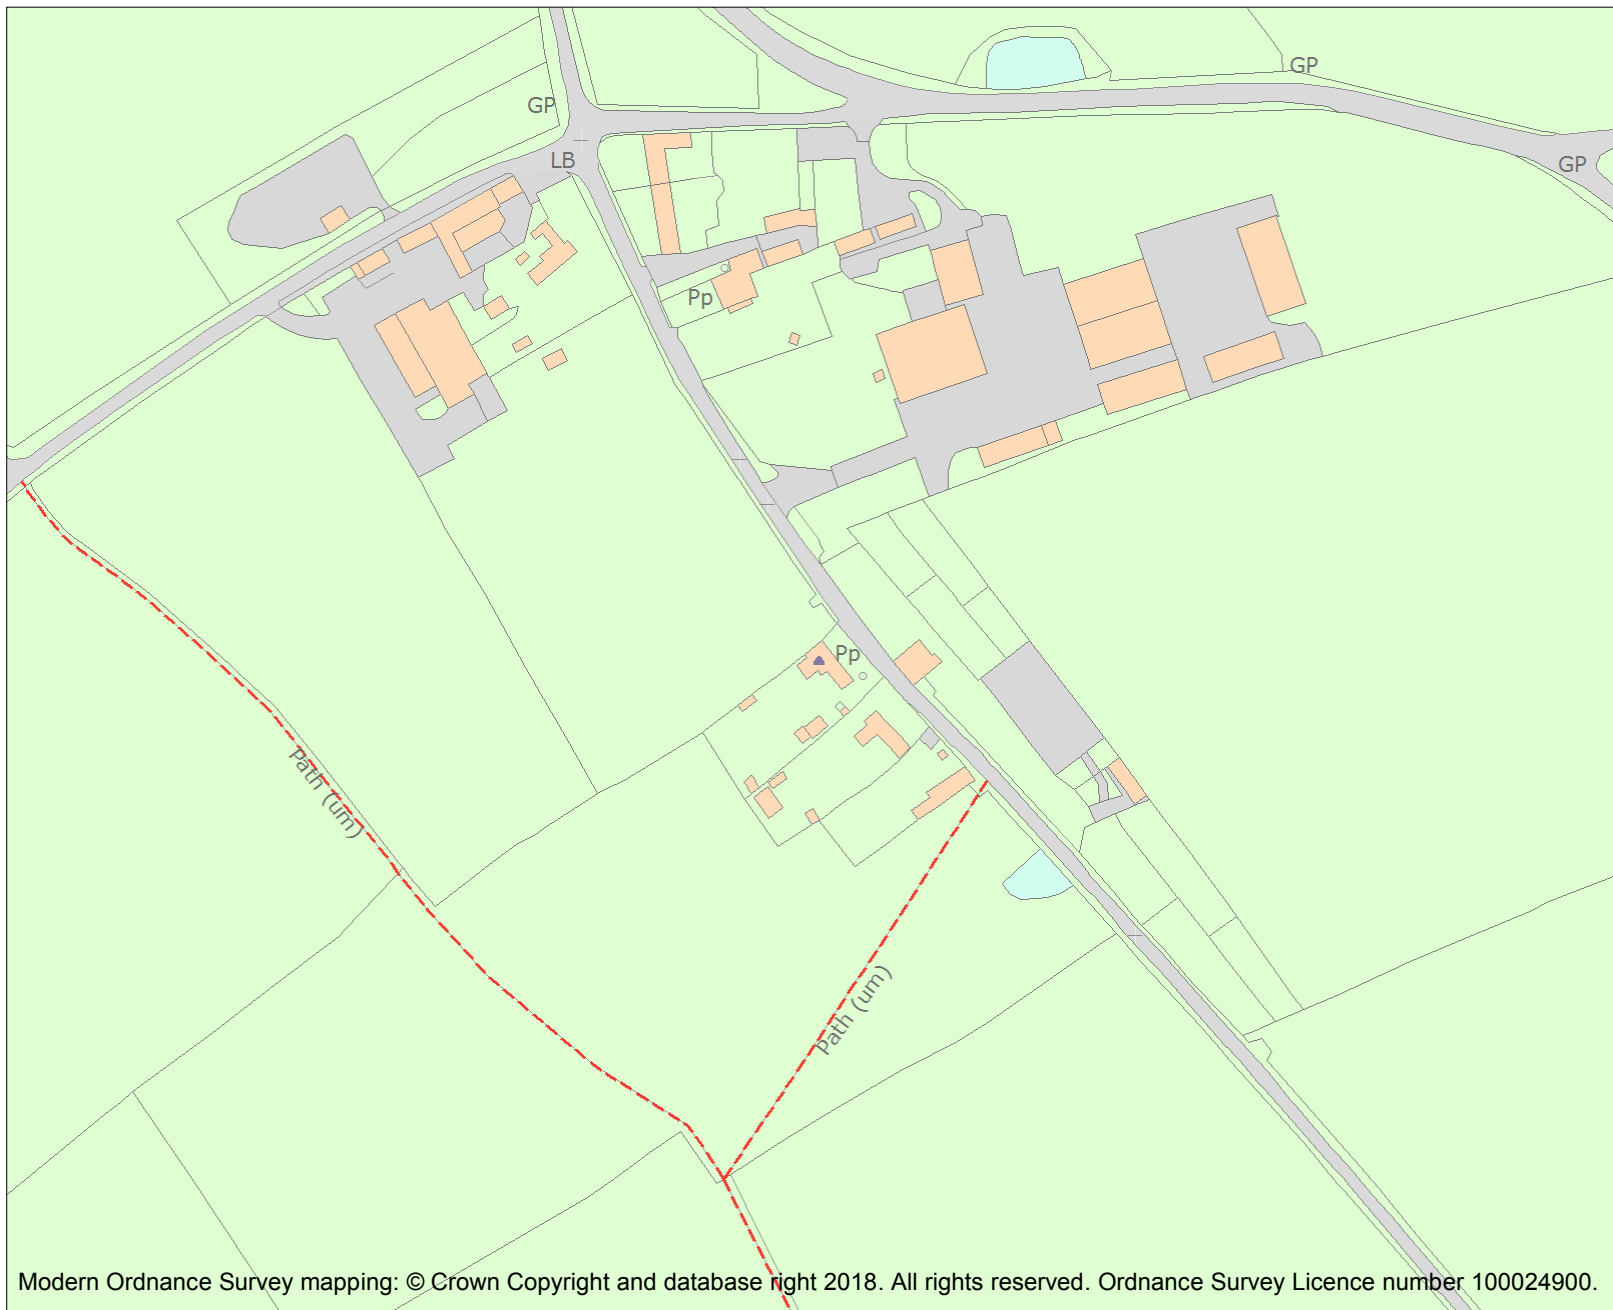 GP
GP
LB
GP
Pp
Pp
Path (um)
Path (um)
Modern Ordnance Survey mapping: © Crown Copyright and database right 2018. All rights reserved. Ordnance Survey Licence number 100024900.